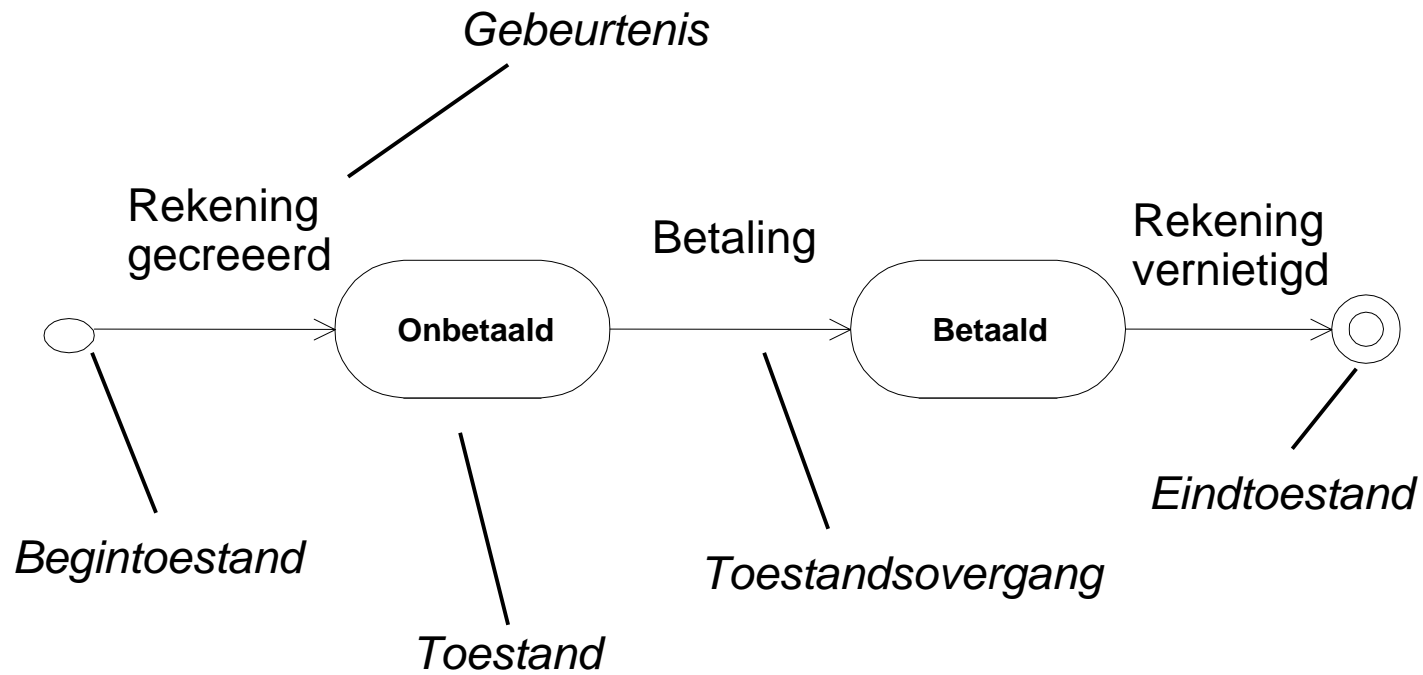 Gebeurtenis
Rekening
gecreeerd
Betaling
Rekening
vernietigd
Onbetaald
Betaald
Eindtoestand
Begintoestand
Toestandsovergang
Toestand